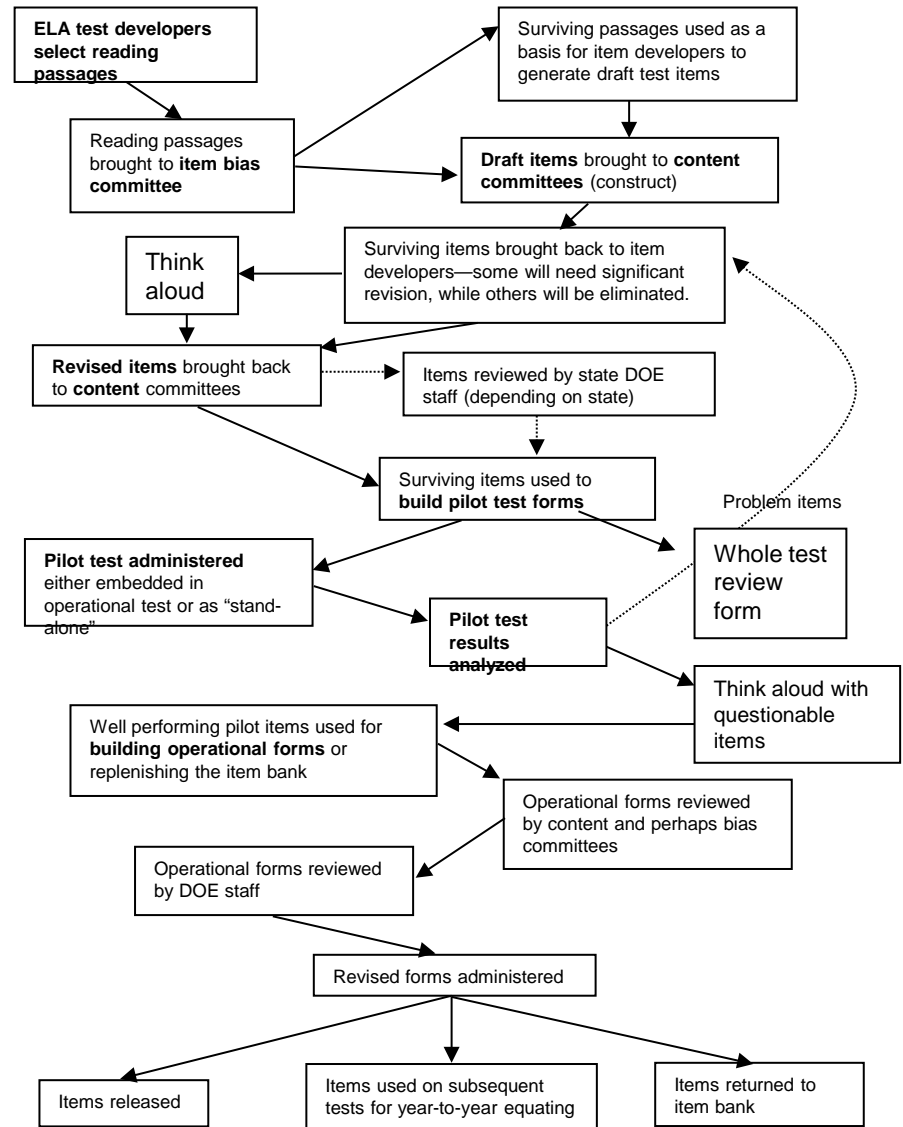 ELA test developers
select reading
passages
Surviving passages used as a
basis for item developers to
generate draft test items
Reading passages
brought to item bias
committee
Draft items brought to content
committees (construct)
Think
aloud
Surviving items brought back to item
developers—some will need significant
revision, while others will be eliminated.
Revised items brought back
to content committees
Items reviewed by state DOE
staff (depending on state)
Surviving items used to
build pilot test forms
Problem items
Pilot test administered
either embedded in
operational test or as “stand-
alone”
Whole test
review
form
Pilot test
results
analyzed
Think aloud with
questionable
items
Well performing pilot items used for
building operational forms or
replenishing the item bank
Operational forms reviewed
by content and perhaps bias
committees
Operational forms reviewed
by DOE staff
Revised forms administered
Items released
Items used on subsequent
tests for year-to-year equating
Items returned to
item bank